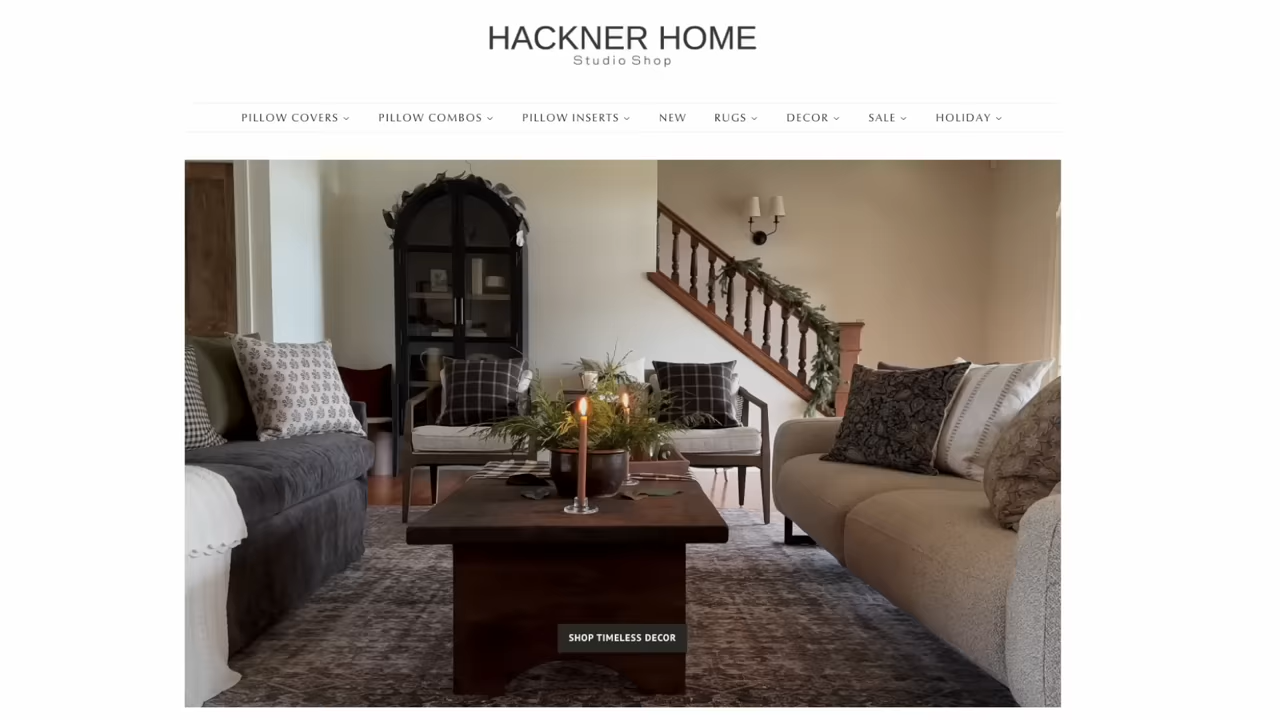 HACKNER HOME
Studio Shop
PILLOW COVERS PILLOW COMBOS PILLOW INSERTS NEW RUGS DECOR SALE HOLIDAY
SHOP TIMELESS DECOR